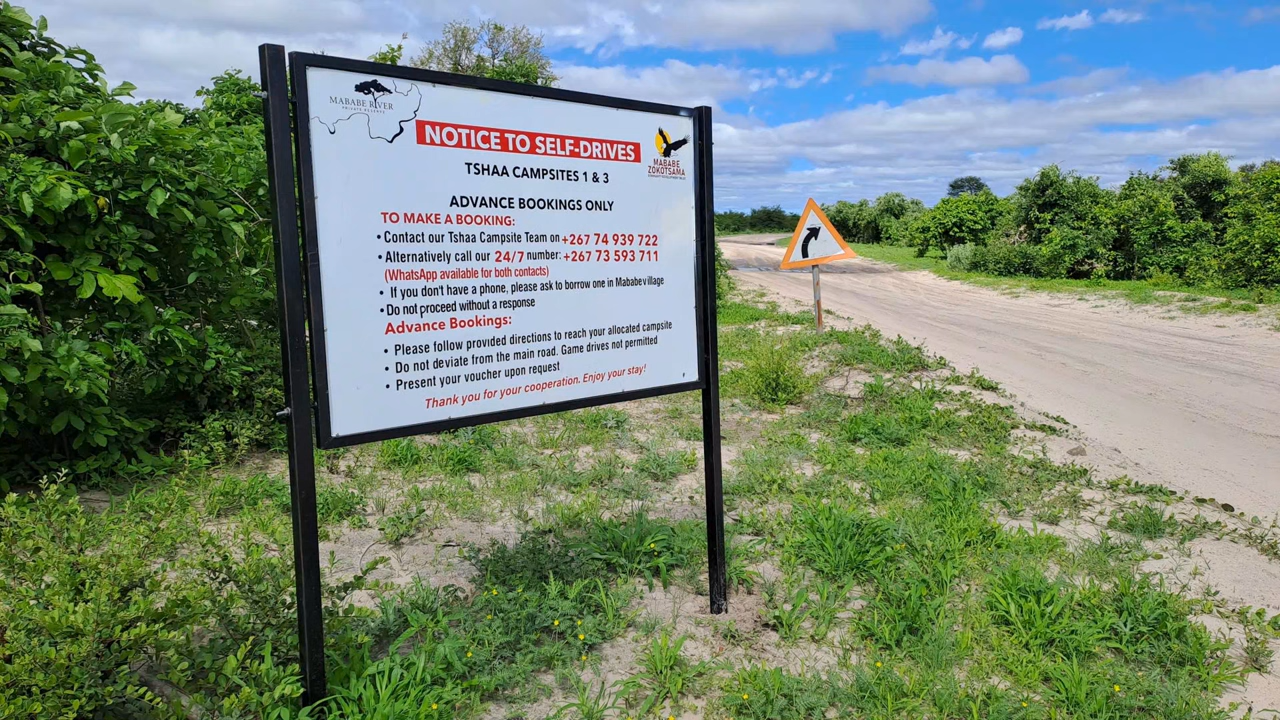 MABABE RIVER
PRIVATE RESERVE
NOTICE TO SELF-DRIVES
MABABE
ZOKOTSAMA
COMMUNITY DEVELOPMENT TRUST
TSHAA CAMPSITES 1 & 3
ADVANCE BOOKINGS ONLY
TO MAKE A BOOKING:
• Contact our Tshaa Campsite Team on +267 74 939 722
• Alternatively call our 24/7 number: +267 73 593 711
(WhatsApp available for both contacts)
• If you don't have a phone, please ask to borrow one in Mababe village
• Do not proceed without a response
Advance Bookings:
• Please follow provided directions to reach your allocated campsite
• Do not deviate from the main road. Game drives not permitted
• Present your voucher upon request
Thank you for your cooperation. Enjoy your stay!